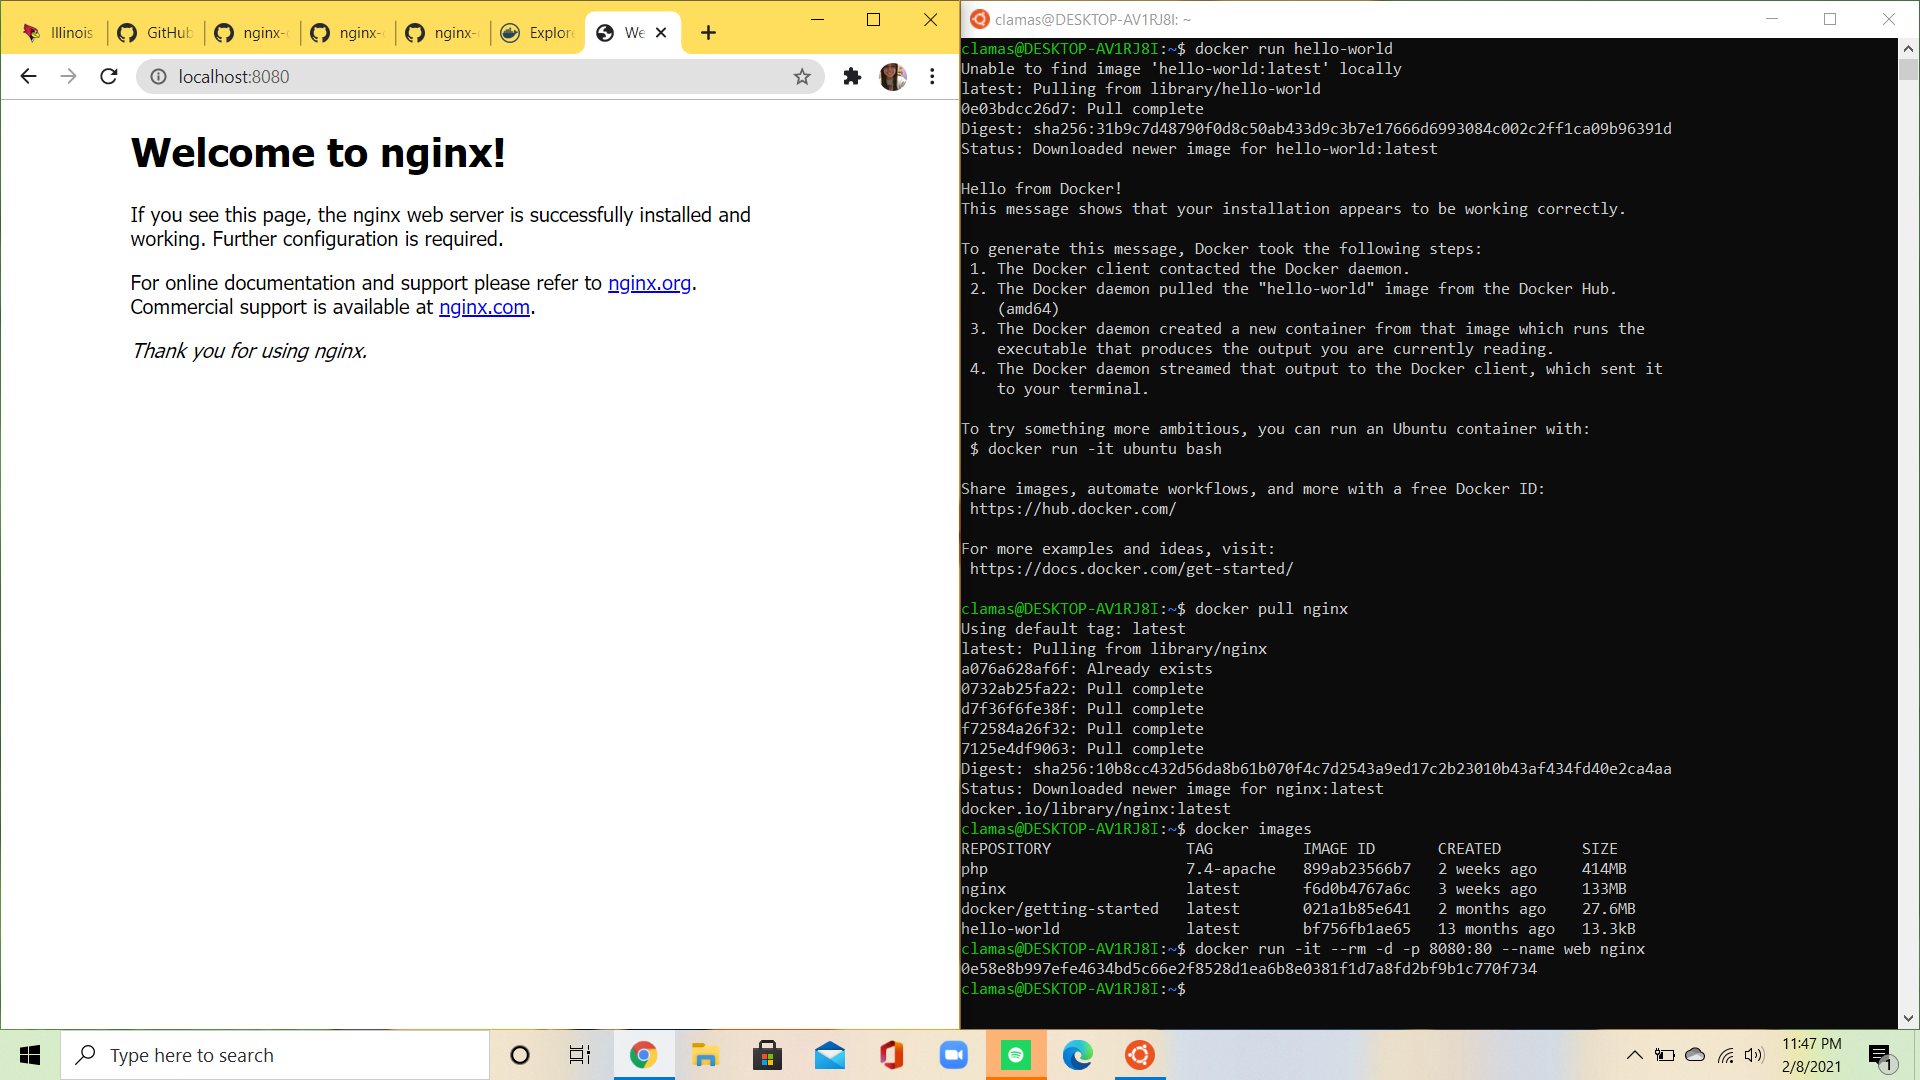 Illinois
GitHub
nginx-
nginx-
nginx-
Explor
We
localhost:8080
Welcome to nginx!
If you see this page, the nginx web server is successfully installed and
working. Further configuration is required.
For online documentation and support please refer to nginx.org.
Commercial support is available at nginx.com.
Thank you for using nginx.
clamas@DESKTOP-AV1RJ8I: ~
clamas@DESKTOP-AV1RJ8I:~$ docker run hello-world
Unable to find image 'hello-world:latest' locally
latest: Pulling from library/hello-world
0e03bdcc26d7: Pull complete
Digest: sha256:31b9c7d48790f0d8c50ab433d9c3b7e17666d6993084c002c2ff1ca09b96391d
Status: Downloaded newer image for hello-world:latest
Hello from Docker!
This message shows that your installation appears to be working correctly.
To generate this message, Docker took the following steps:
1. The Docker client contacted the Docker daemon.
2. The Docker daemon pulled the "hello-world" image from the Docker Hub.
(amd64)
3. The Docker daemon created a new container from that image which runs the
executable that produces the output you are currently reading.
4. The Docker daemon streamed that output to the Docker client, which sent it
to your terminal.
To try something more ambitious, you can run an Ubuntu container with:
$ docker run -it ubuntu bash
Share images, automate workflows, and more with a free Docker ID:
https://hub.docker.com/
For more examples and ideas, visit:
https://docs.docker.com/get-started/
clamas@DESKTOP-AV1RJ8I:~$ docker pull nginx
Using default tag: latest
latest: Pulling from library/nginx
a076a628af6f: Already exists
0732ab25fa22: Pull complete
d7f36f6fe38f: Pull complete
f72584a26f32: Pull complete
7125e4df9063: Pull complete
Digest: sha256:10b8cc432d56da8b61b070f4c7d2543a9ed17c2b23010b43af434fd40e2ca4aa
Status: Downloaded newer image for nginx:latest
docker.io/library/nginx:latest
clamas@DESKTOP-AV1RJ8I:~$ docker images
REPOSITORY TAG IMAGE ID CREATED SIZE
php 7.4-apache 899ab23566b7 2 weeks ago 414MB
nginx latest f6d0b4767a6c 3 weeks ago 133MB
docker/getting-started latest 021a1b85e641 2 months ago 27.6MB
hello-world latest bf756fb1ae65 13 months ago 13.3kB
clamas@DESKTOP-AV1RJ8I:~$ docker run -it --rm -d -p 8080:80 --name web nginx
0e58e8b997efe4634bd5c66e2f8528d1ea6b8e0381f1d7a8fd2bf9b1c770f734
clamas@DESKTOP-AV1RJ8I:~$
Type here to search
11:47 PM
2/8/2021
1